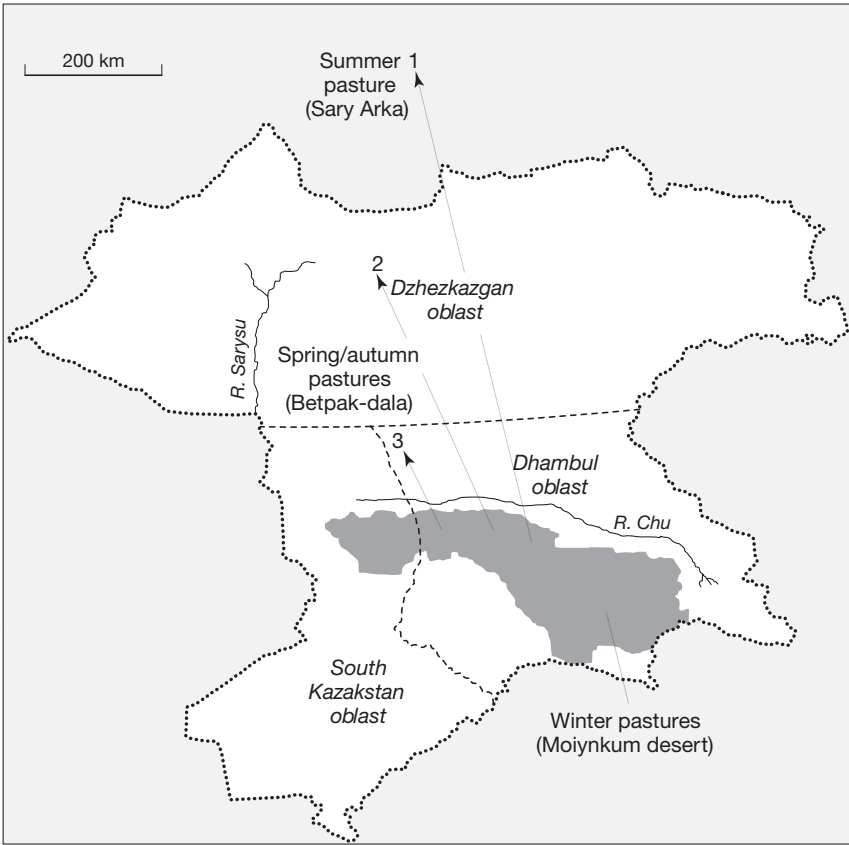 200 km
Summer 1
pasture
(Sary Arka)
2
Dzhezkazgan
oblast
R. Sarysu
Spring/autumn
pastures
(Betpak-dala)
3
Dhambul
oblast
R. Chu
South
Kazakstan
oblast
Winter pastures
(Moiynkum desert)